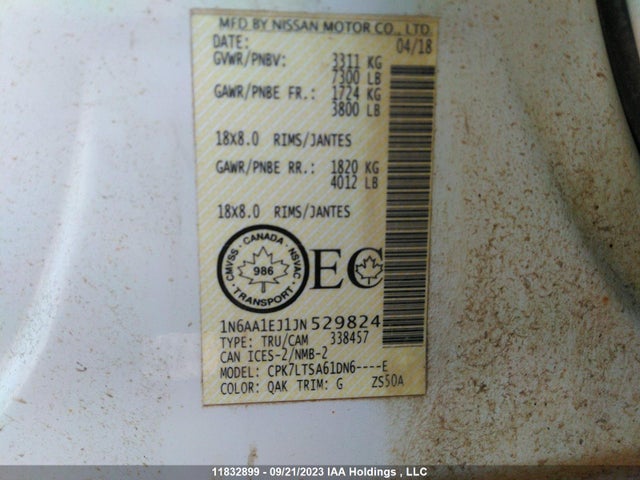 MFD BY NISSAN MOTOR CO., LTD.
DATE: 04/18
GVWR/PNBV: 3311 KG
7300 LB
GAWR/PNBE FR.: 1724 KG
3800 LB
18x8.0 RIMS/JANTES
GAWR/PNBE RR.: 1820 KG
4012 LB
18x8.0 RIMS/JANTES
CMVSS · CANADA · NSVAC
986
TRANSPORT
EC
1N6AA1EJ1JN529824
TYPE: TRU/CAM 338457
CAN ICES-2/NMB-2
MODEL: CPK7LTSA61DN6----E
COLOR: QAK TRIM: G ZS50A
11832899 - 09/21/2023 IAA Holdings , LLC